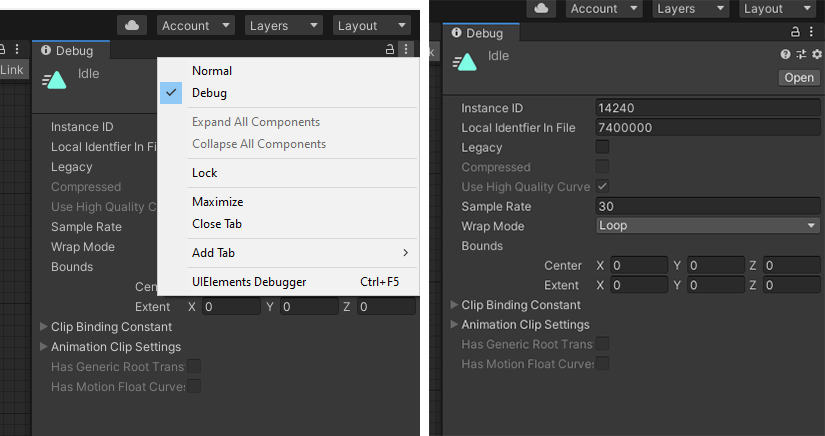 Account
Layers
Layout
Debug
Link
Idle
Normal
Debug
Expand All Components
Collapse All Components
Lock
Maximize
Close Tab
Add Tab
UIElements Debugger Ctrl+F5
Instance ID
Local Identfier In Fi
Legacy
Compressed
Use High Quality C
Sample Rate
Wrap Mode
Bounds
Cen
Extent X 0 Y 0 Z 0
Clip Binding Constant
Animation Clip Settings
Has Generic Root Trans
Has Motion Float Curves
Account
Layers
Layout
Debug
Idle
Open
Instance ID 14240
Local Identfier In File 7400000
Legacy
Compressed
Use High Quality Curve
Sample Rate 30
Wrap Mode Loop
Bounds
Center X 0 Y 0 Z 0
Extent X 0 Y 0 Z 0
Clip Binding Constant
Animation Clip Settings
Has Generic Root Transf
Has Motion Float Curves